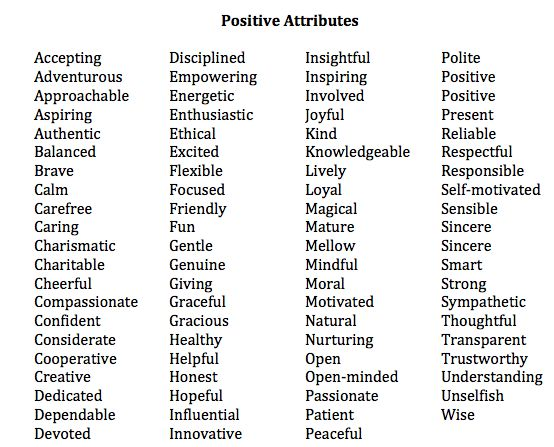 Positive Attributes
Accepting
Adventurous
Approachable
Aspiring
Authentic
Balanced
Brave
Calm
Carefree
Caring
Charismatic
Charitable
Cheerful
Compassionate
Confident
Considerate
Cooperative
Creative
Dedicated
Dependable
Devoted
Disciplined
Empowering
Energetic
Enthusiastic
Ethical
Excited
Flexible
Focused
Friendly
Fun
Gentle
Genuine
Giving
Graceful
Gracious
Healthy
Helpful
Honest
Hopeful
Influential
Innovative
Insightful
Inspiring
Involved
Joyful
Kind
Knowledgeable
Lively
Loyal
Magical
Mature
Mellow
Mindful
Moral
Motivated
Natural
Nurturing
Open
Open-minded
Passionate
Patient
Peaceful
Polite
Positive
Positive
Present
Reliable
Respectful
Responsible
Self-motivated
Sensible
Sincere
Sincere
Smart
Strong
Sympathetic
Thoughtful
Transparent
Trustworthy
Understanding
Unselfish
Wise